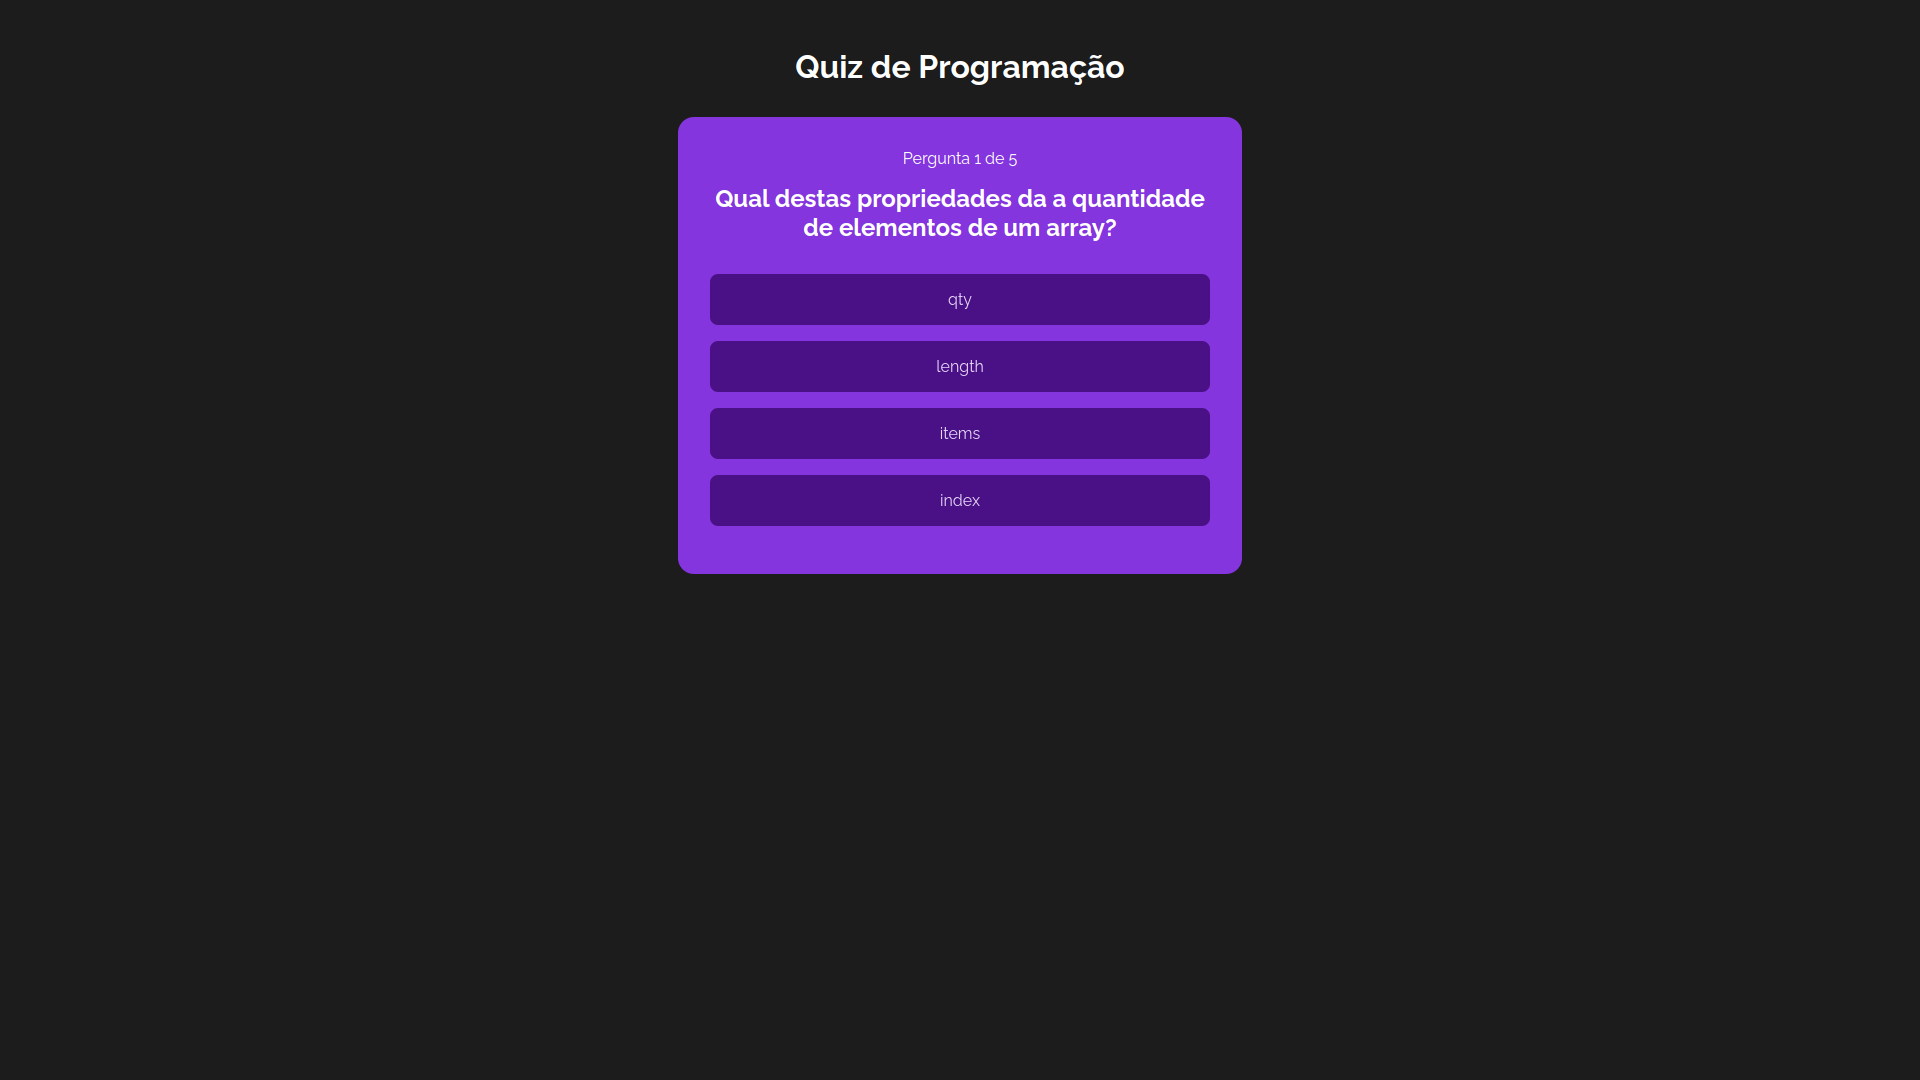 Quiz de Programação
Pergunta 1 de 5
Qual destas propriedades da a quantidade
de elementos de um array?
qty
length
items
index